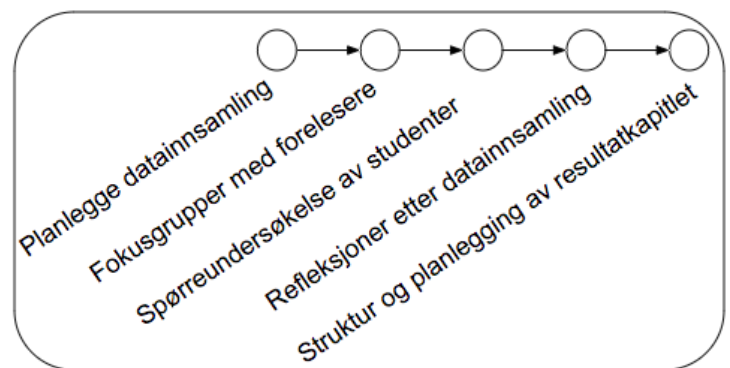 Planlegge datainnsamling
Fokusgrupper med forelesere
Spørreundersøkelse av studenter
Refleksjoner etter datainnsamling
Struktur og planlegging av resultatkapitlet